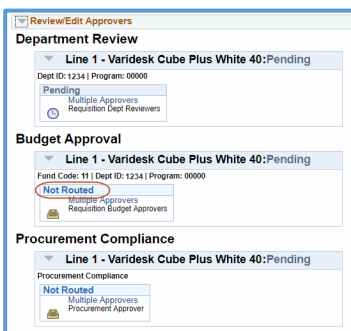 Review/Edit Approvers
Department Review
Line 1 - Varidesk Cube Plus White 40:Pending
Dept ID: 1234 | Program: 00000
Pending
Multiple Approvers
Requisition Dept Reviewers
Budget Approval
Line 1 - Varidesk Cube Plus White 40:Pending
Fund Code: 11 | Dept ID: 1234 | Program: 00000
Not Routed
Multiple Approvers
Requisition Budget Approvers
Procurement Compliance
Line 1 - Varidesk Cube Plus White 40:Pending
Procurement Compliance
Not Routed
Multiple Approvers
Procurement Approver